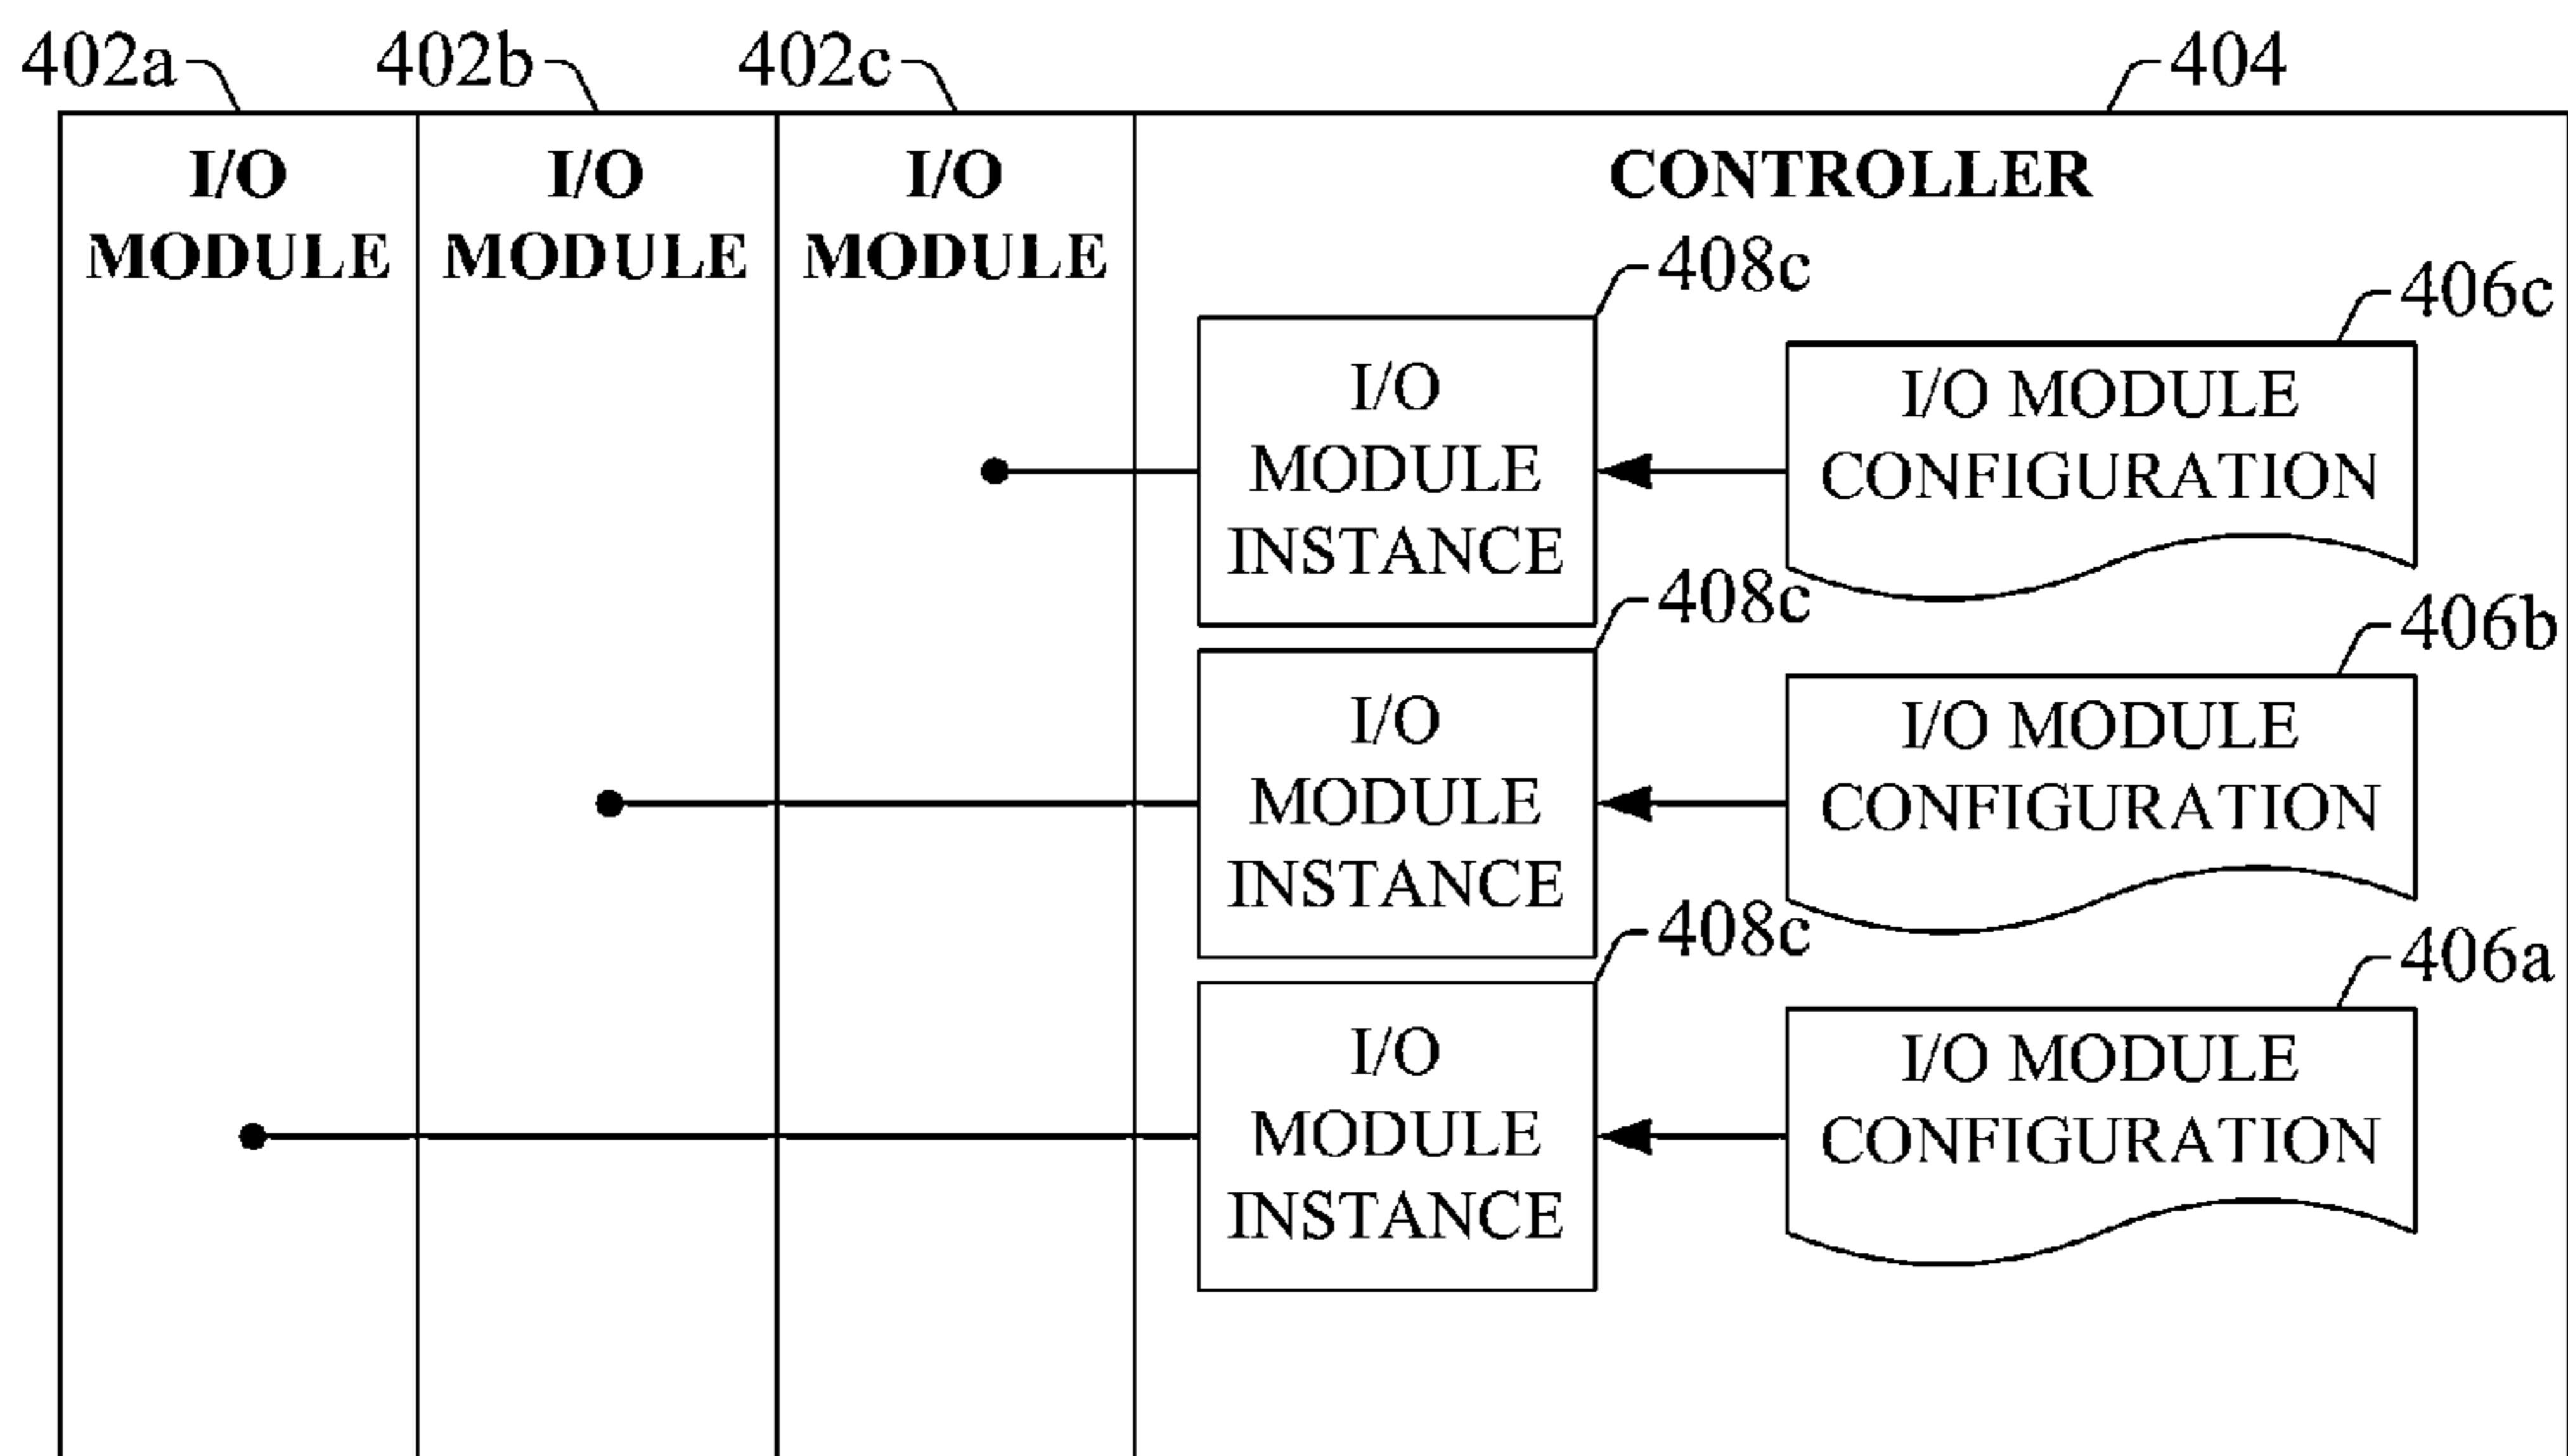 402a
402b
402c
404
I/O
MODULE
I/O
MODULE
I/O
MODULE
CONTROLLER
408c
406c
I/O
MODULE
INSTANCE
I/O MODULE
CONFIGURATION
408c
406b
I/O
MODULE
INSTANCE
I/O MODULE
CONFIGURATION
408c
406a
I/O
MODULE
INSTANCE
I/O MODULE
CONFIGURATION